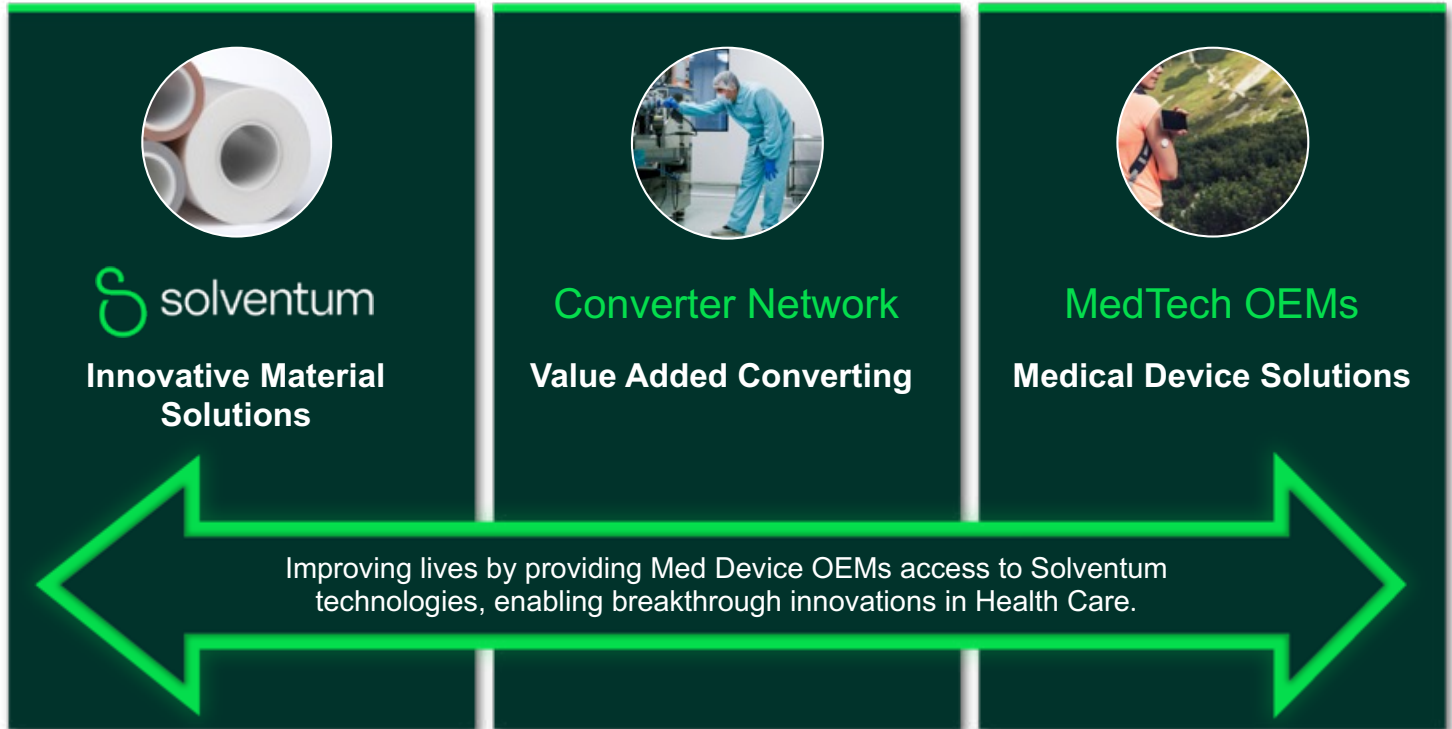 solventum
Innovative Material
Solutions
Converter Network
Value Added Converting
MedTech OEMs
Medical Device Solutions
Improving lives by providing Med Device OEMs access to Solventum
technologies, enabling breakthrough innovations in Health Care.